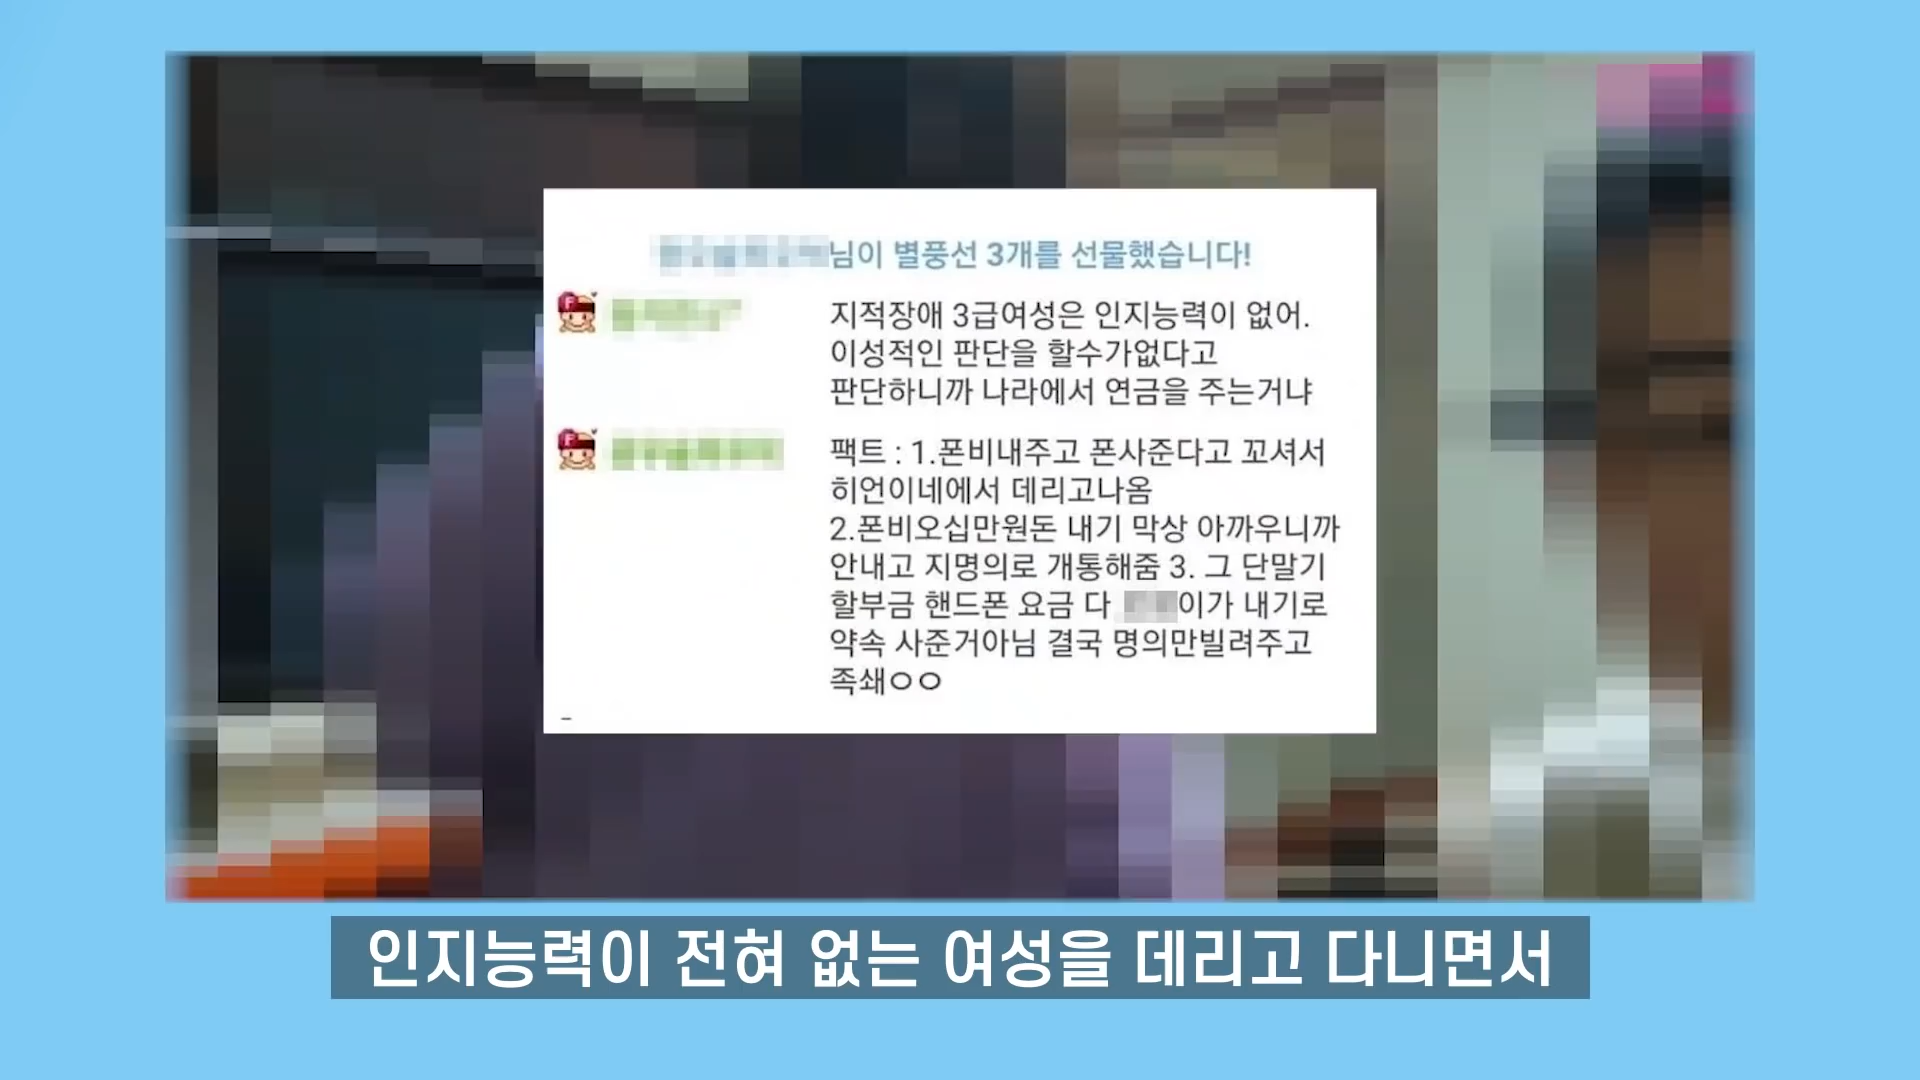 님이 별풍선 3개를 선물했습니다!
지적장애 3급여성은 인지능력이 없어.
이성적인 판단을 할수가없다고
판단하니까 나라에서 연금을 주는거냐
팩트 : 1.폰비내주고 폰사준다고 꼬셔서
히언이네에서 데리고나옴
2.폰비오십만원돈 내기 막상 아까우니까
안내고 지명의로 개통해줌 3. 그 단말기
할부금 핸드폰 요금 다 이가 내기로
약속 사준거아님 결국 명의만빌려주고
족쇄ㅇㅇ
인지능력이 전혀 없는 여성을 데리고 다니면서